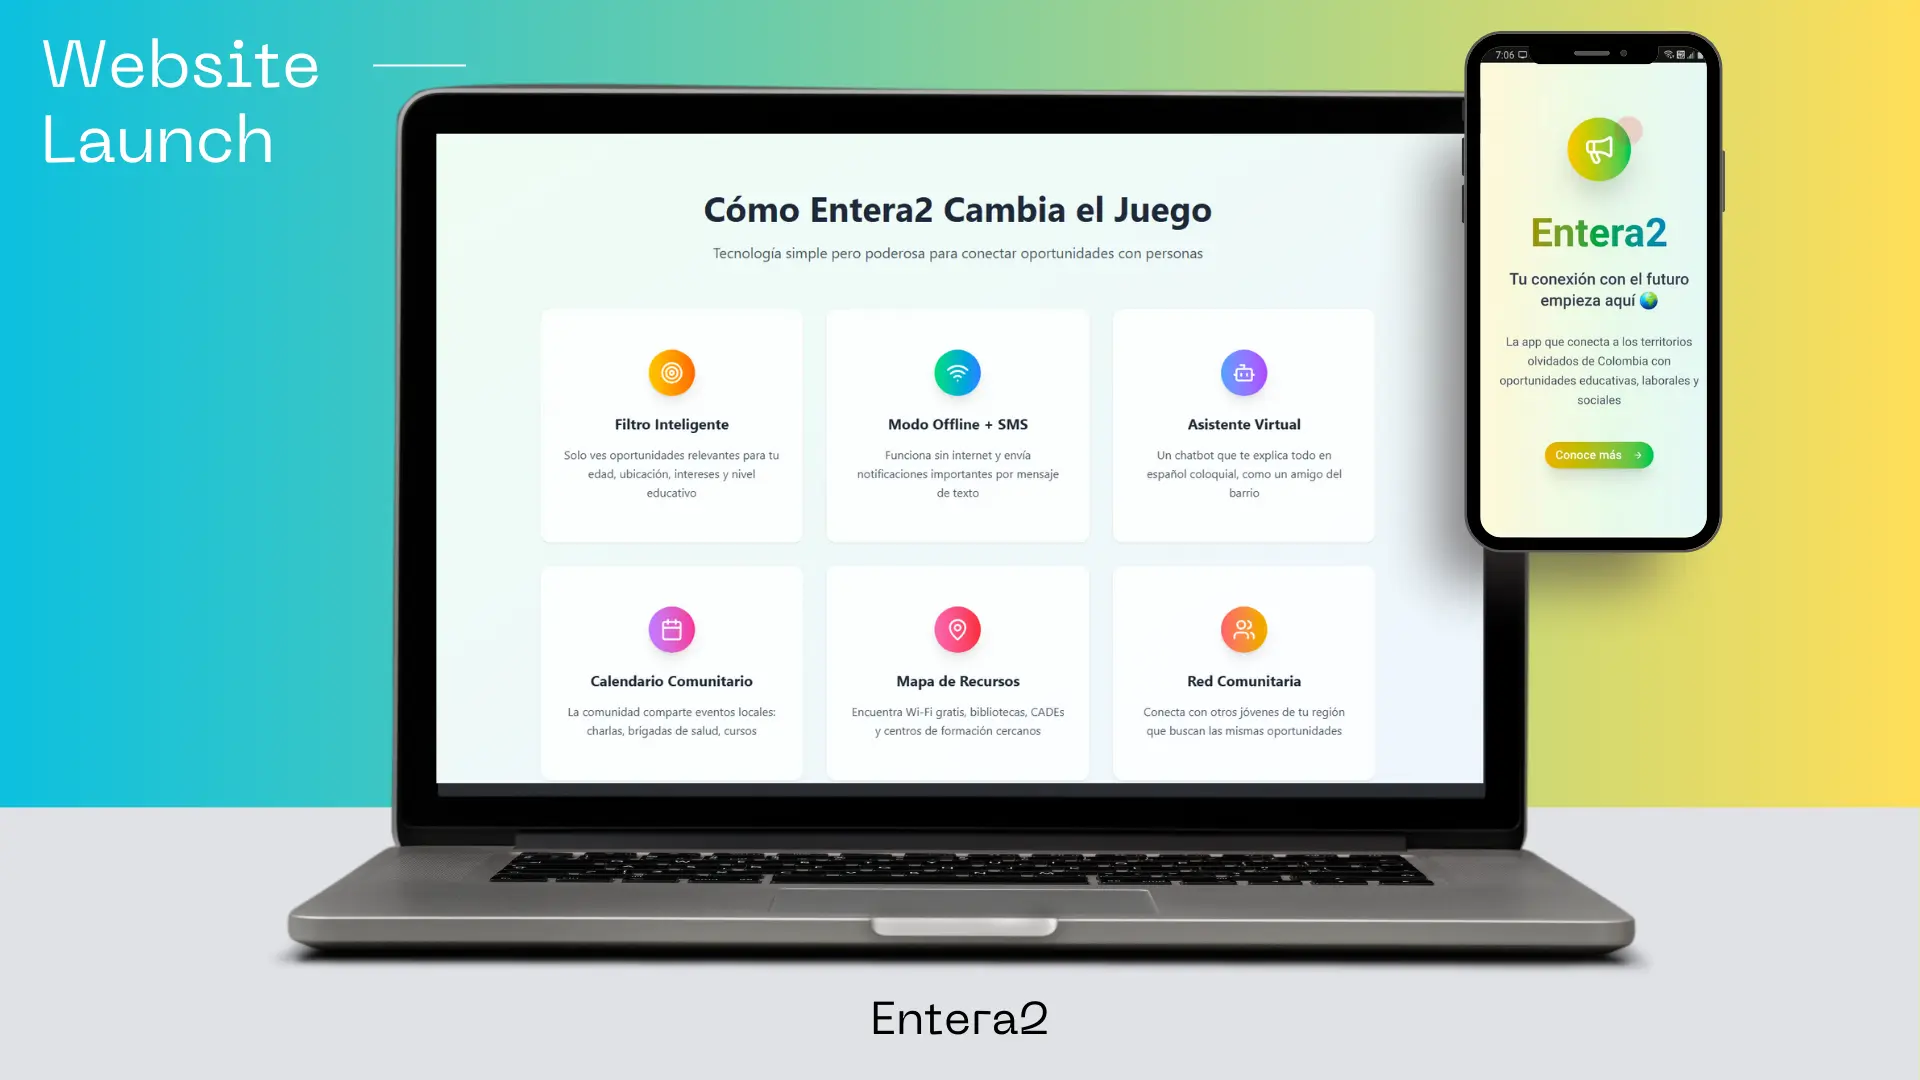 Website
Launch
Cómo Entera2 Cambia el Juego
Tecnología simple pero poderosa para conectar oportunidades con personas
Filtro Inteligente
Solo ves oportunidades relevantes para tu
edad, ubicación, intereses y nivel
educativo
Modo Offline + SMS
Funciona sin internet y envía
notificaciones importantes por mensaje
de texto
Asistente Virtual
Un chatbot que te explica todo en
español coloquial, como un amigo del
barrio
Calendario Comunitario
La comunidad comparte eventos locales:
charlas, brigadas de salud, cursos
Mapa de Recursos
Encuentra Wi-Fi gratis, bibliotecas, CADEs
y centros de formación cercanos
Red Comunitaria
Conecta con otros jóvenes de tu región
que buscan las mismas oportunidades
7:06
Entera2
Tu conexión con el futuro
empieza aquí 🌍
La app que conecta a los territorios
olvidados de Colombia con
oportunidades educativas, laborales y
sociales
Conoce más →
Entera2